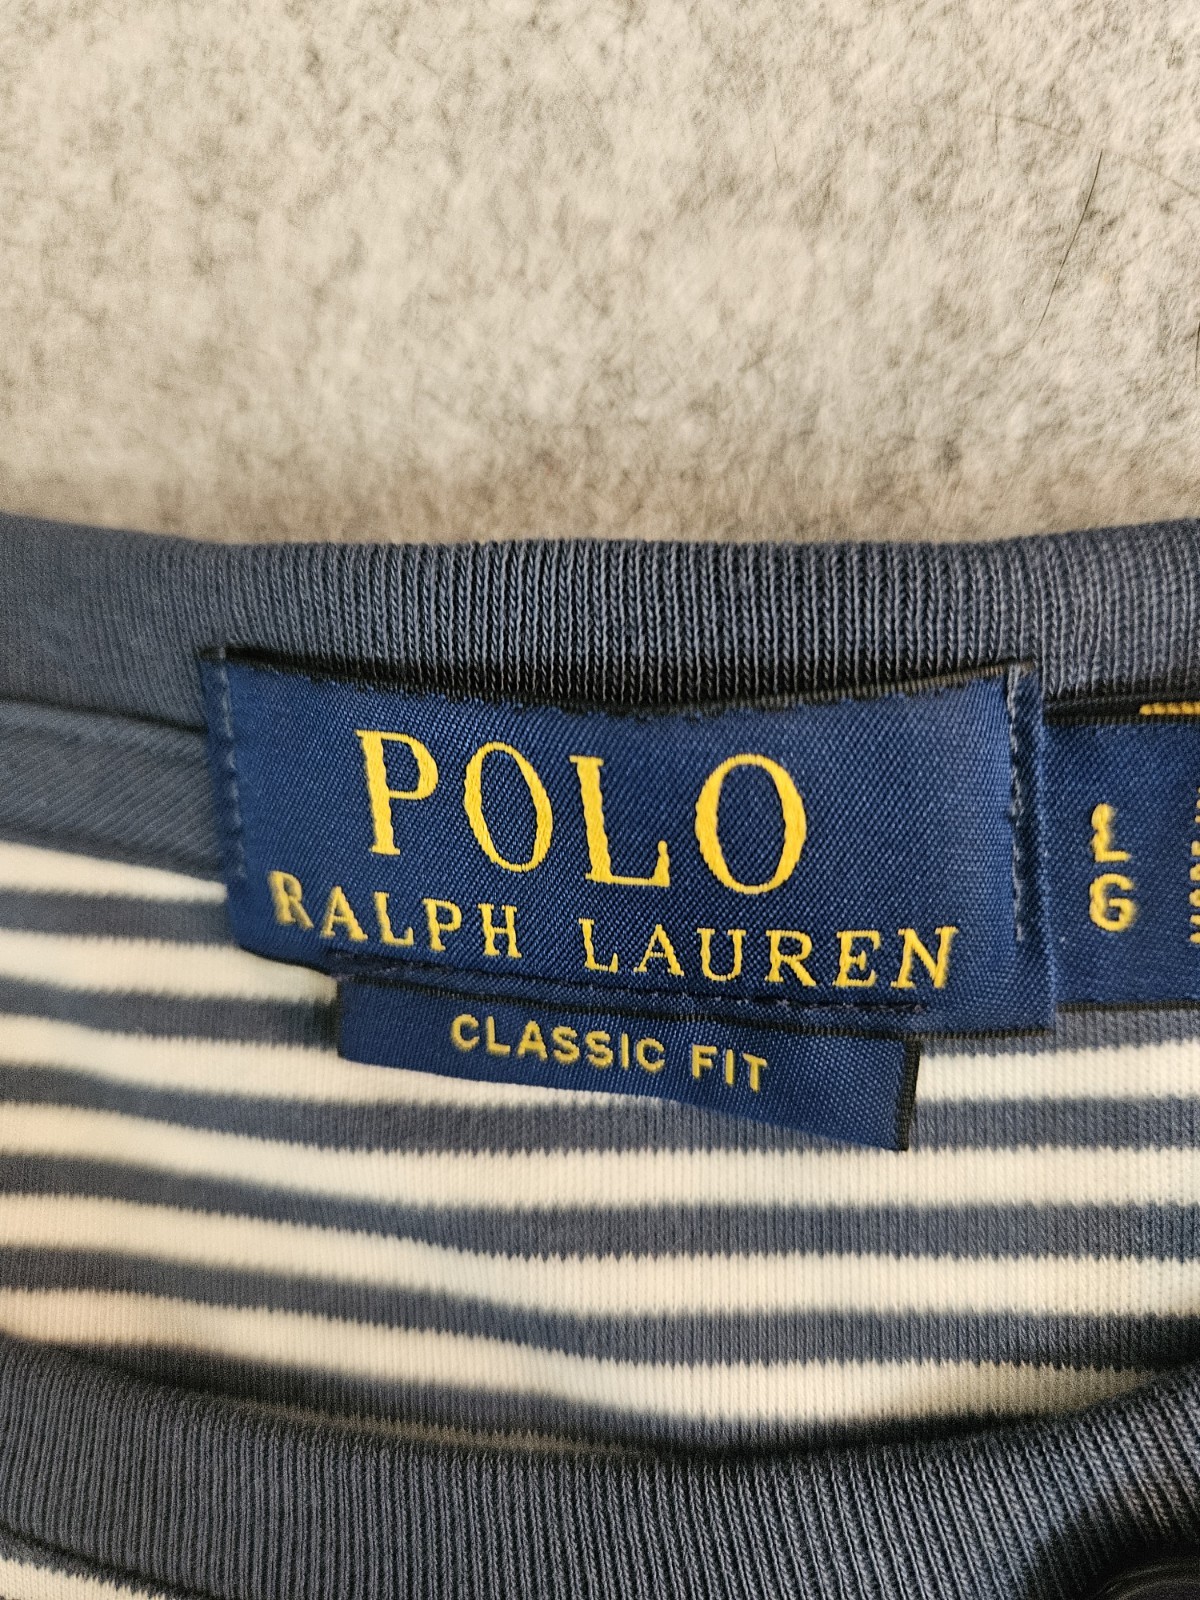 POLO
RALPH LAUREN
CLASSIC FIT
L
G